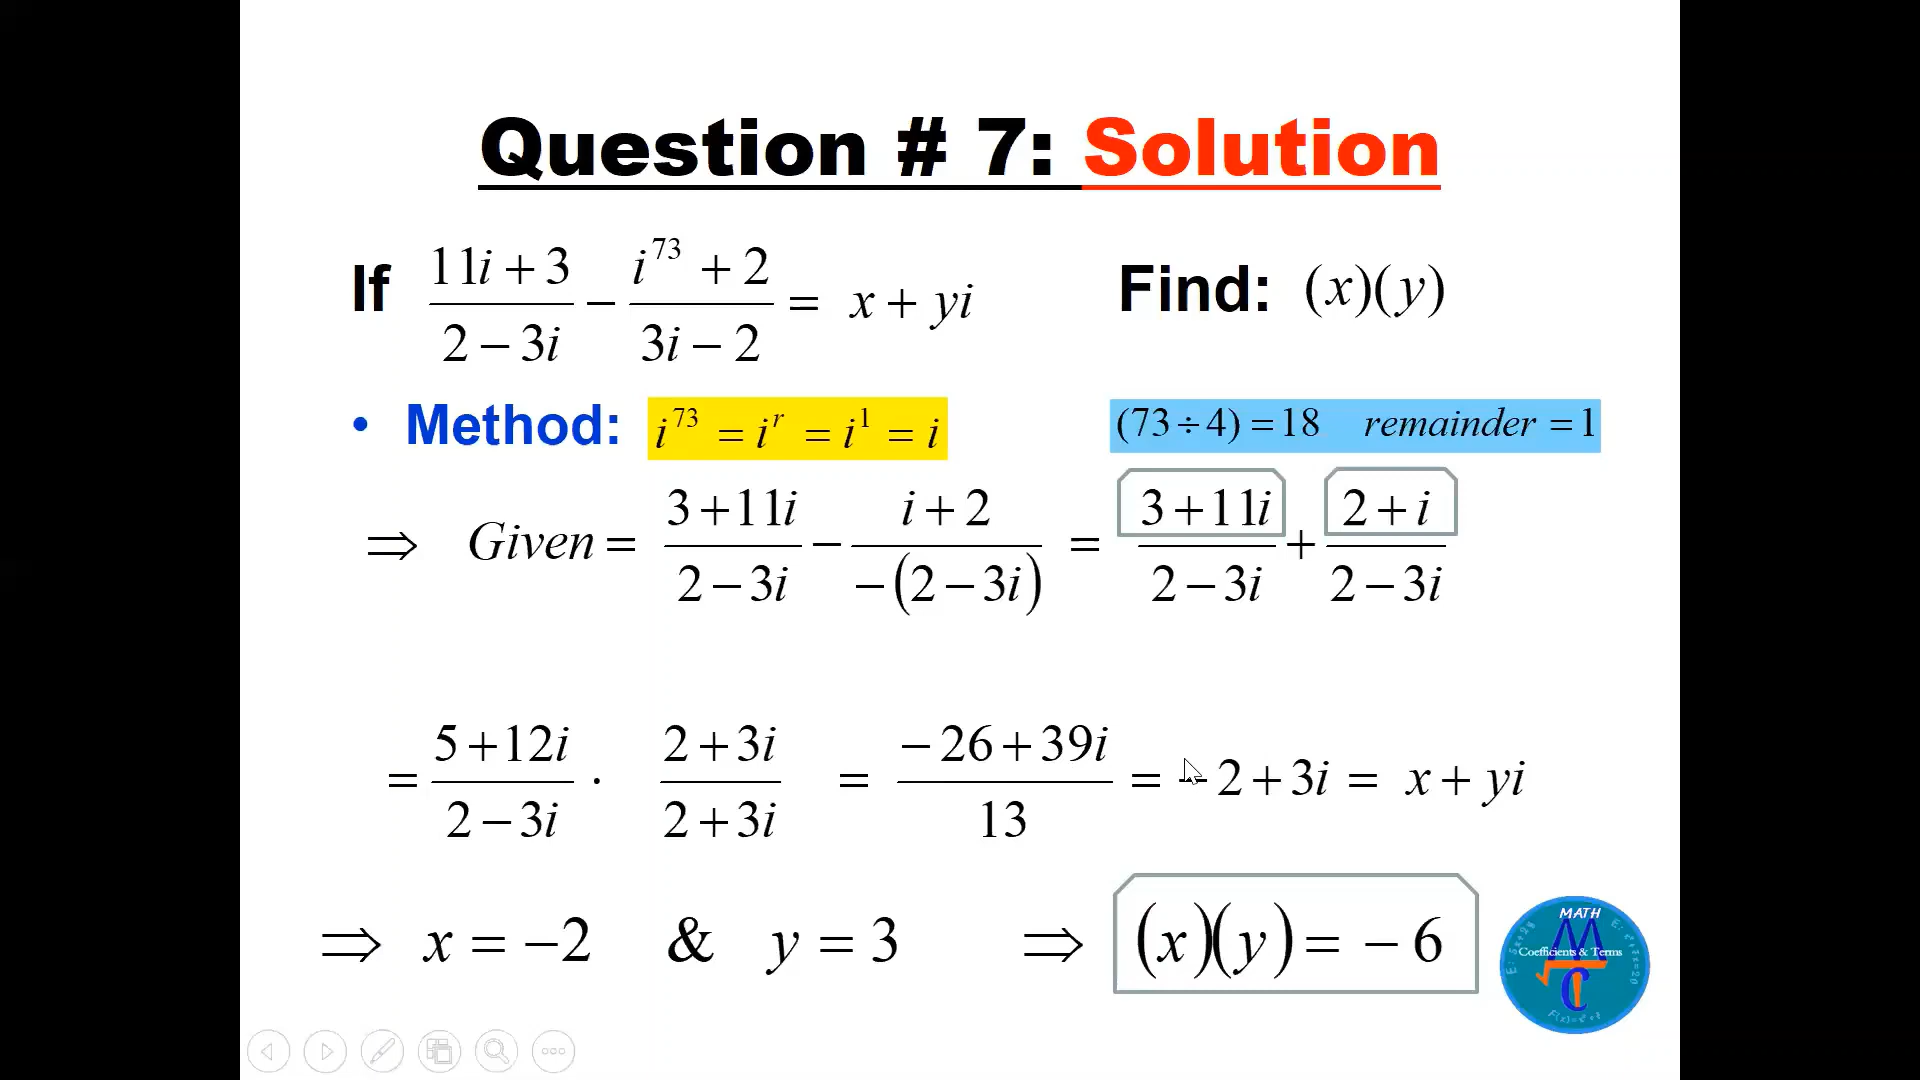 Question # 7: Solution
If (11i + 3)/(2 − 3i) − (i^73 + 2)/(3i − 2) = x + yi Find: (x)(y)
• Method: i^73 = i^r = i^1 = i (73 ÷ 4) = 18 remainder = 1
⇒ Given = (3 + 11i)/(2 − 3i) − (i + 2)/(−(2 − 3i)) = (3 + 11i)/(2 − 3i) + (2 + i)/(2 − 3i)
= (5 + 12i)/(2 − 3i) · (2 + 3i)/(2 + 3i) = (−26 + 39i)/13 = −2 + 3i = x + yi
⇒ x = −2 & y = 3 ⇒ (x)(y) = −6
MATH
Coefficients & Terms